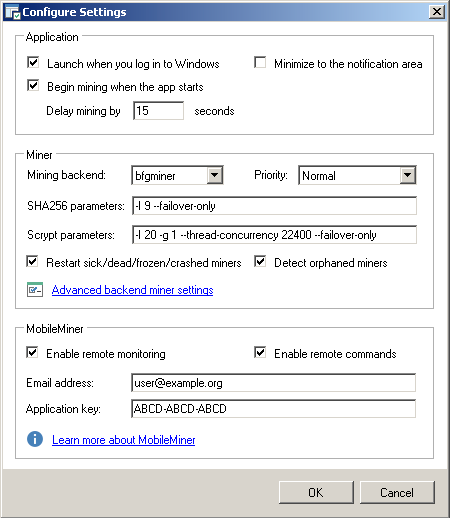 Configure Settings
Application
Launch when you log in to Windows
Minimize to the notification area
Begin mining when the app starts
Delay mining by 15 seconds
Miner
Mining backend: bfgminer Priority: Normal
SHA256 parameters: -I 9 --failover-only
Scrypt parameters: -I 20 -g 1 --thread-concurrency 22400 --failover-only
Restart sick/dead/frozen/crashed miners
Detect orphaned miners
Advanced backend miner settings
MobileMiner
Enable remote monitoring
Enable remote commands
Email address: user@example.org
Application key: ABCD-ABCD-ABCD
Learn more about MobileMiner
OK Cancel